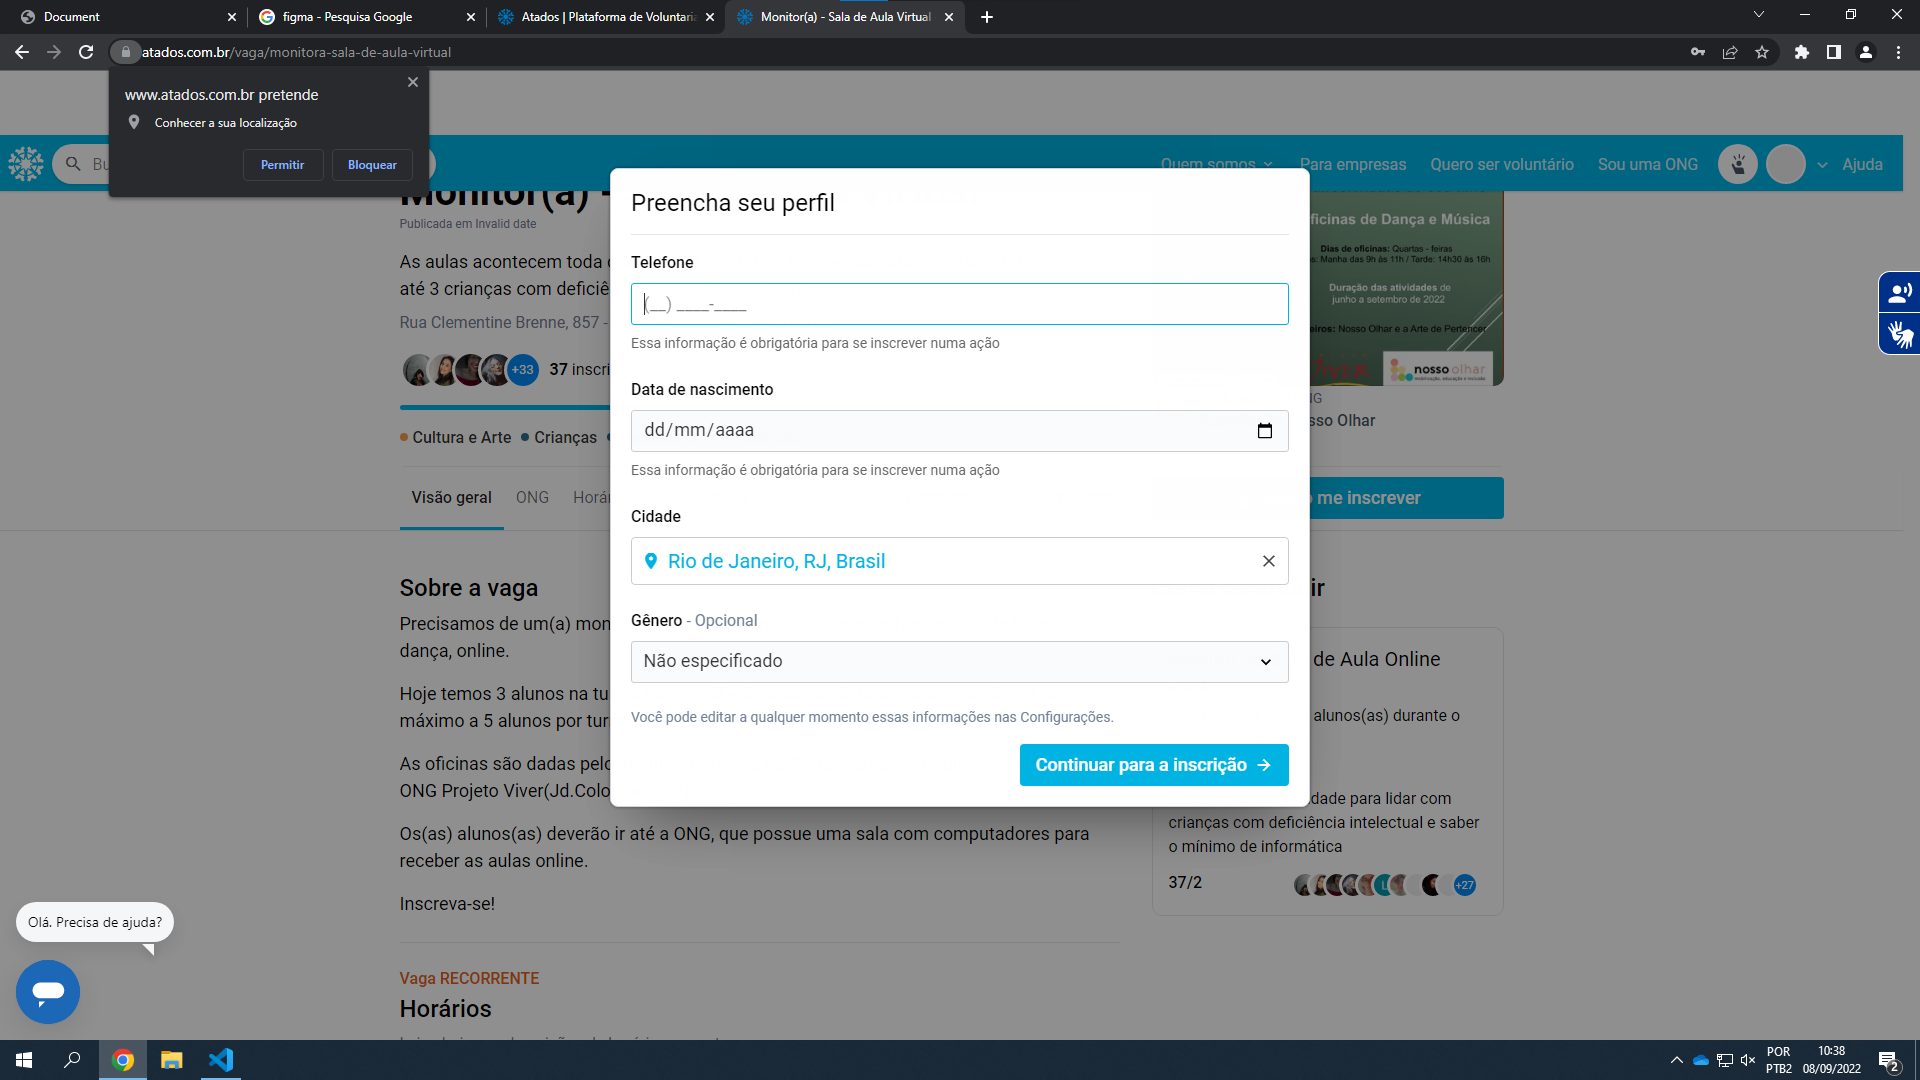 Document
figma - Pesquisa Google
Atados | Plataforma de Voluntaria
Monitor(a) - Sala de Aula Virtual
atados.com.br/vaga/monitora-sala-de-aula-virtual
www.atados.com.br pretende
Conhecer a sua localização
Permitir
Bloquear
Bu
Quem somos
Para empresas
Quero ser voluntário
Sou uma ONG
Ajuda
Monitor(a) -
Publicada em Invalid date
As aulas acontecem toda
até 3 crianças com deficiê
Rua Clementine Brenne, 857 -
+33
37 inscri
Cultura e Arte
Crianças
Visão geral
ONG
Horár
Preencha seu perfil
Telefone
(__) ____-____
Essa informação é obrigatória para se inscrever numa ação
Data de nascimento
dd/mm/aaaa
Essa informação é obrigatória para se inscrever numa ação
Cidade
Rio de Janeiro, RJ, Brasil
Gênero - Opcional
Não especificado
Você pode editar a qualquer momento essas informações nas Configurações.
Continuar para a inscrição
ficinas de Dança e Música
Dias de oficinas: Quartas - feiras
s: Manha das 9h às 11h / Tarde: 14h30 às 16h
Duração das atividades de
junho a setembro de 2022
eiros: Nosso Olhar e a Arte de Pertencer
nosso olhar
NG
sso Olhar
me inscrever
Sobre a vaga
Precisamos de um(a) mon
dança, online.
Hoje temos 3 alunos na tu
máximo a 5 alunos por tur
As oficinas são dadas pelo
ONG Projeto Viver(Jd.Colo
Os(as) alunos(as) deverão ir até a ONG, que possue uma sala com computadores para
receber as aulas online.
Inscreva-se!
Vaga RECORRENTE
Horários
ir
de Aula Online
alunos(as) durante o
dade para lidar com
crianças com deficiência intelectual e saber
o mínimo de informática
37/2
L
+27
Olá. Precisa de ajuda?
POR
PTB2
10:38
08/09/2022
2